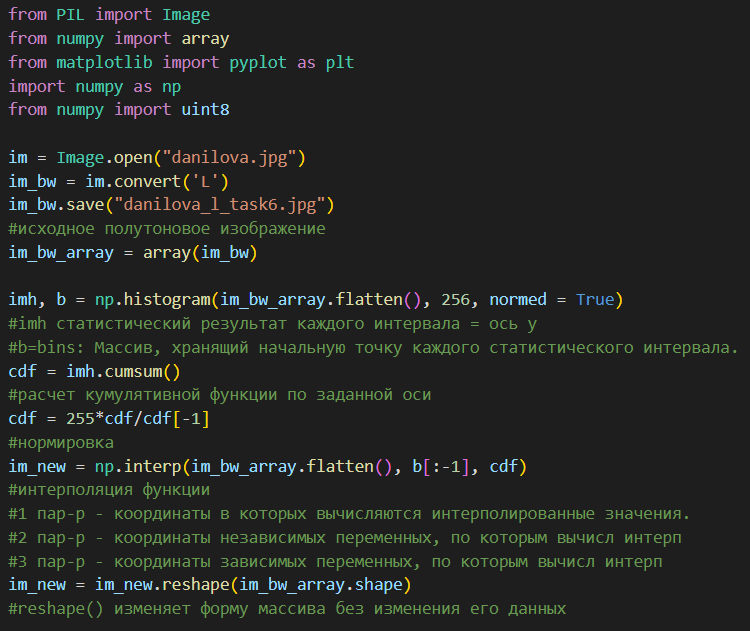 from PIL import Image
from numpy import array
from matplotlib import pyplot as plt
import numpy as np
from numpy import uint8
im = Image.open("danilova.jpg")
im_bw = im.convert('L')
im_bw.save("danilova_l_task6.jpg")
#исходное полутоновое изображение
im_bw_array = array(im_bw)
imh, b = np.histogram(im_bw_array.flatten(), 256, normed = True)
#imh статистический результат каждого интервала = ось y
#b=bins: Массив, хранящий начальную точку каждого статистического интервала.
cdf = imh.cumsum()
#расчет кумулятивной функции по заданной оси
cdf = 255*cdf/cdf[-1]
#нормировка
im_new = np.interp(im_bw_array.flatten(), b[:-1], cdf)
#интерполяция функции
#1 пар-р - координаты в которых вычисляются интерполированные значения.
#2 пар-р - координаты независимых переменных, по которым вычисл интерп
#3 пар-р - координаты зависимых переменных, по которым вычисл интерп
im_new = im_new.reshape(im_bw_array.shape)
#reshape() изменяет форму массива без изменения его данных